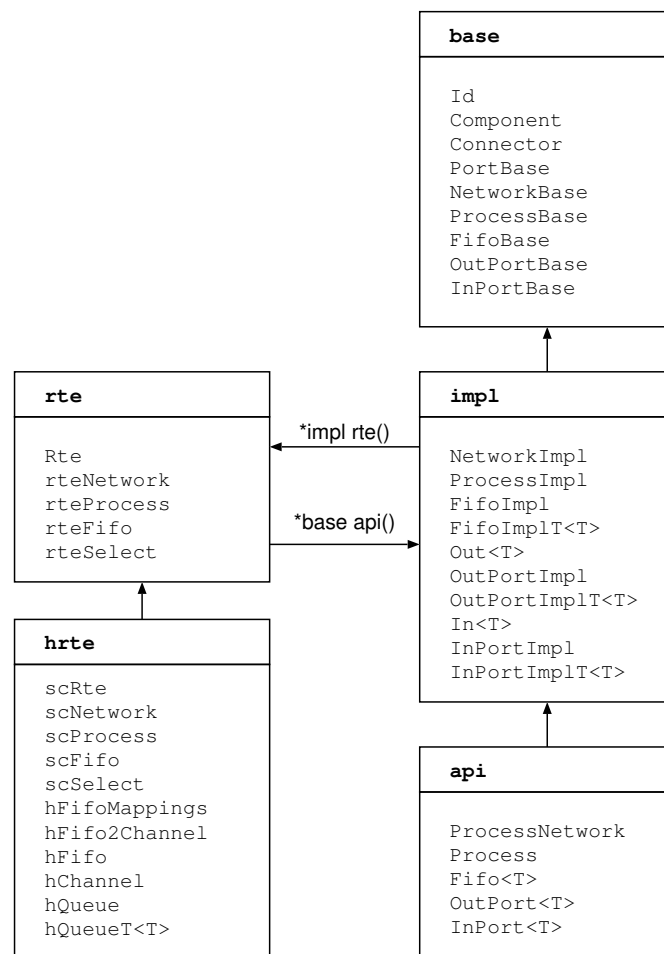 base
Id
Component
Connector
PortBase
NetworkBase
ProcessBase
FifoBase
OutPortBase
InPortBase
rte
Rte
rteNetwork
rteProcess
rteFifo
rteSelect
*impl rte()
*base api()
impl
NetworkImpl
ProcessImpl
FifoImpl
FifoImplT<T>
Out<T>
OutPortImpl
OutPortImplT<T>
In<T>
InPortImpl
InPortImplT<T>
hrte
scRte
scNetwork
scProcess
scFifo
scSelect
hFifoMappings
hFifo2Channel
hFifo
hChannel
hQueue
hQueueT<T>
api
ProcessNetwork
Process
Fifo<T>
OutPort<T>
InPort<T>